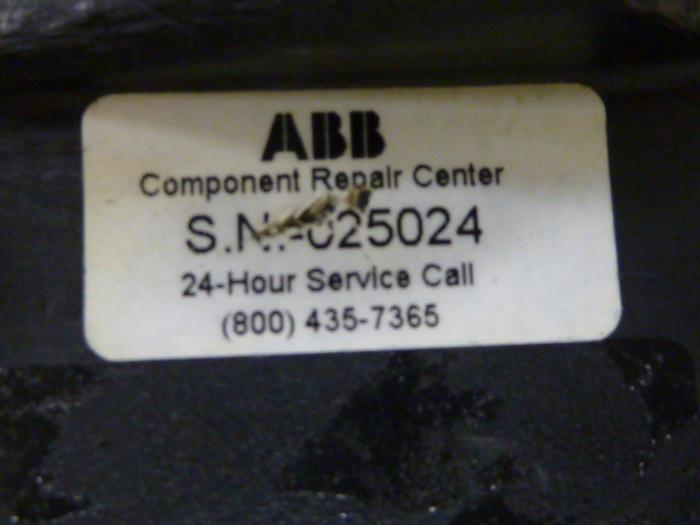 ABB
Component Repair Center
S.N.:-025024
24-Hour Service Call
(800) 435-7365